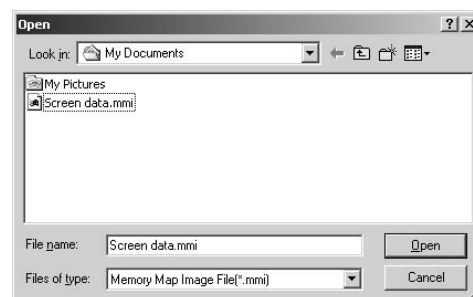 Open
Look in: My Documents
My Pictures
Screen data.mmi
File name: Screen data.mmi Open
Files of type: Memory Map Image File(*.mmi) Cancel